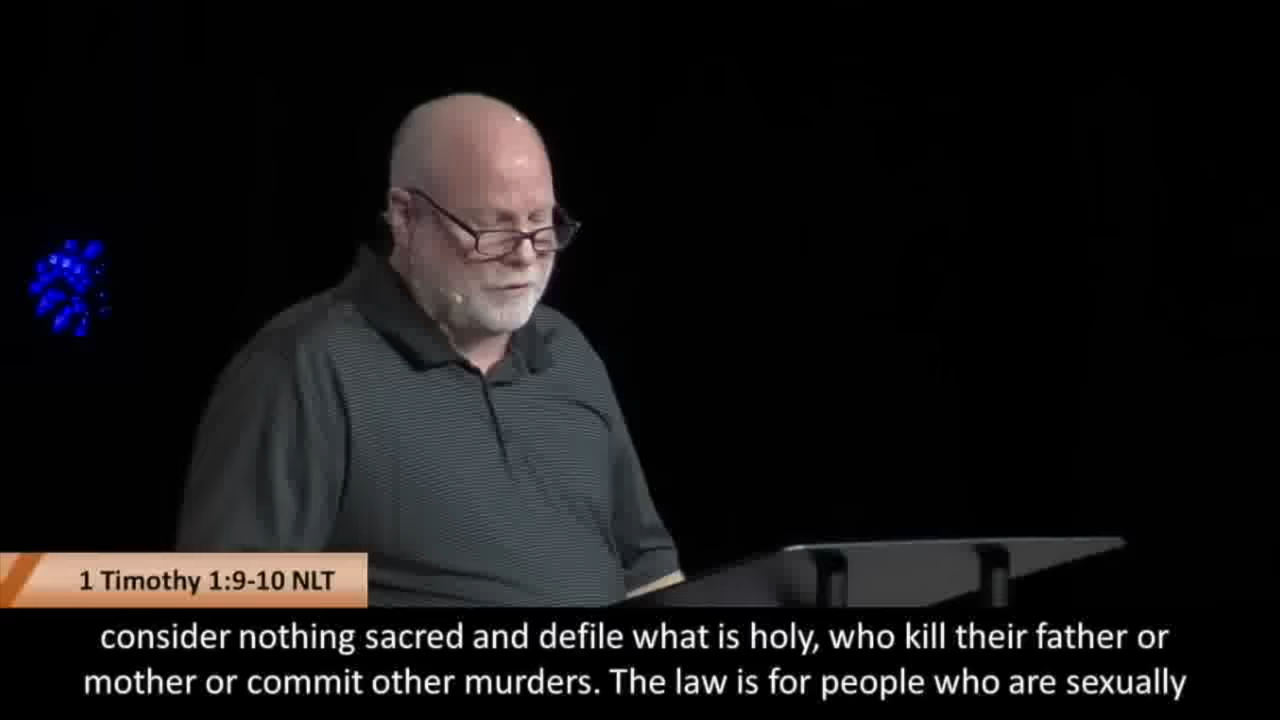 1 Timothy 1:9-10 NLT
consider nothing sacred and defile what is holy, who kill their father or
mother or commit other murders. The law is for people who are sexually